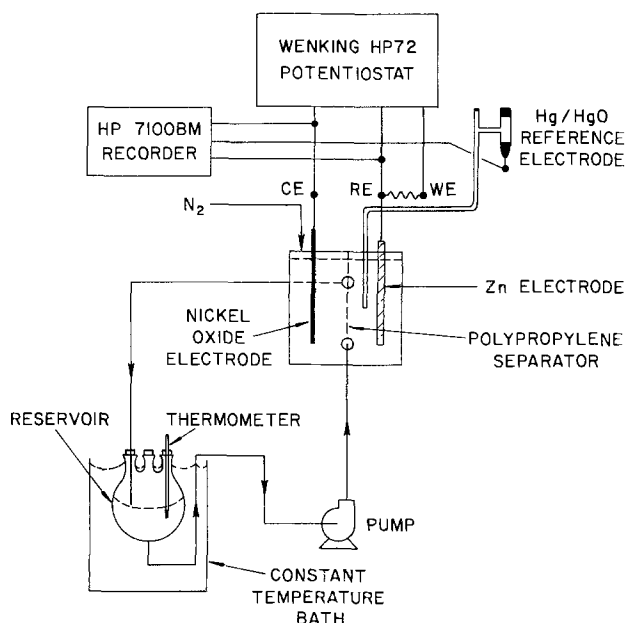 WENKING HP72
POTENTIOSTAT
HP 7100BM
RECORDER
Hg/HgO
REFERENCE
ELECTRODE
CE
RE
WE
N2
Zn ELECTRODE
NICKEL
OXIDE
ELECTRODE
POLYPROPYLENE
SEPARATOR
RESERVOIR
THERMOMETER
PUMP
CONSTANT
TEMPERATURE
BATH